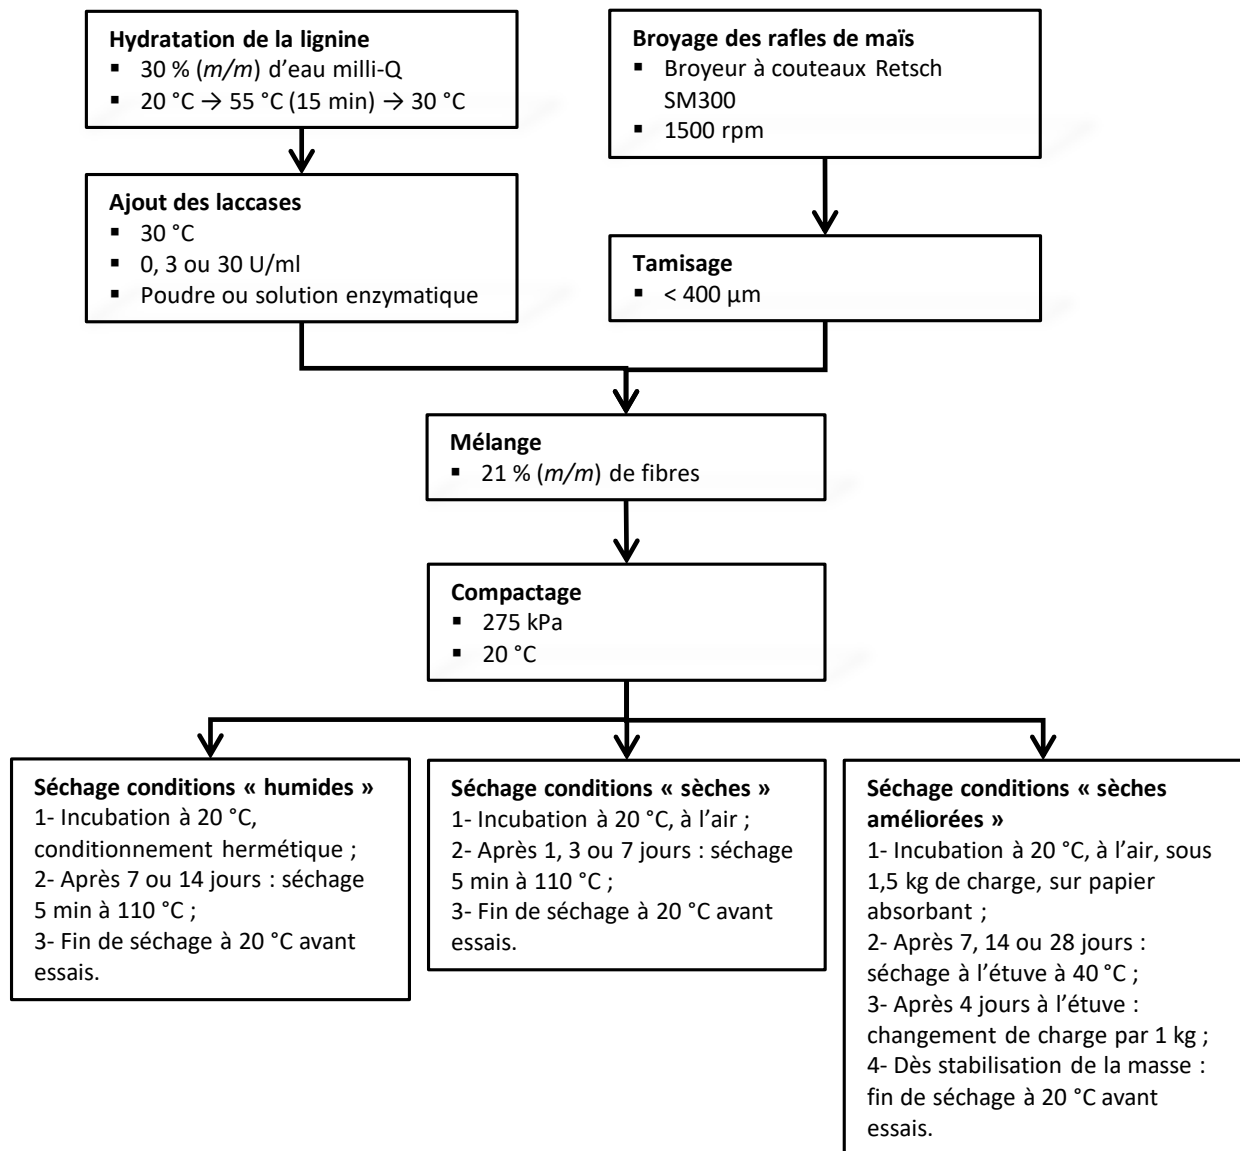 Hydratation de la lignine
▪ 30 % (m/m) d’eau milli-Q
▪ 20 °C → 55 °C (15 min) → 30 °C
Broyage des rafles de maïs
▪ Broyeur à couteaux Retsch
SM300
▪ 1500 rpm
Ajout des laccases
▪ 30 °C
▪ 0, 3 ou 30 U/ml
▪ Poudre ou solution enzymatique
Tamisage
▪ < 400 µm
Mélange
▪ 21 % (m/m) de fibres
Compactage
▪ 275 kPa
▪ 20 °C
Séchage conditions « humides »
1- Incubation à 20 °C,
conditionnement hermétique ;
2- Après 7 ou 14 jours : séchage
5 min à 110 °C ;
3- Fin de séchage à 20 °C avant
essais.
Séchage conditions « sèches »
1- Incubation à 20 °C, à l’air ;
2- Après 1, 3 ou 7 jours : séchage
5 min à 110 °C ;
3- Fin de séchage à 20 °C avant
essais.
Séchage conditions « sèches
améliorées »
1- Incubation à 20 °C, à l’air, sous
1,5 kg de charge, sur papier
absorbant ;
2- Après 7, 14 ou 28 jours :
séchage à l’étuve à 40 °C ;
3- Après 4 jours à l’étuve :
changement de charge par 1 kg ;
4- Dès stabilisation de la masse :
fin de séchage à 20 °C avant
essais.